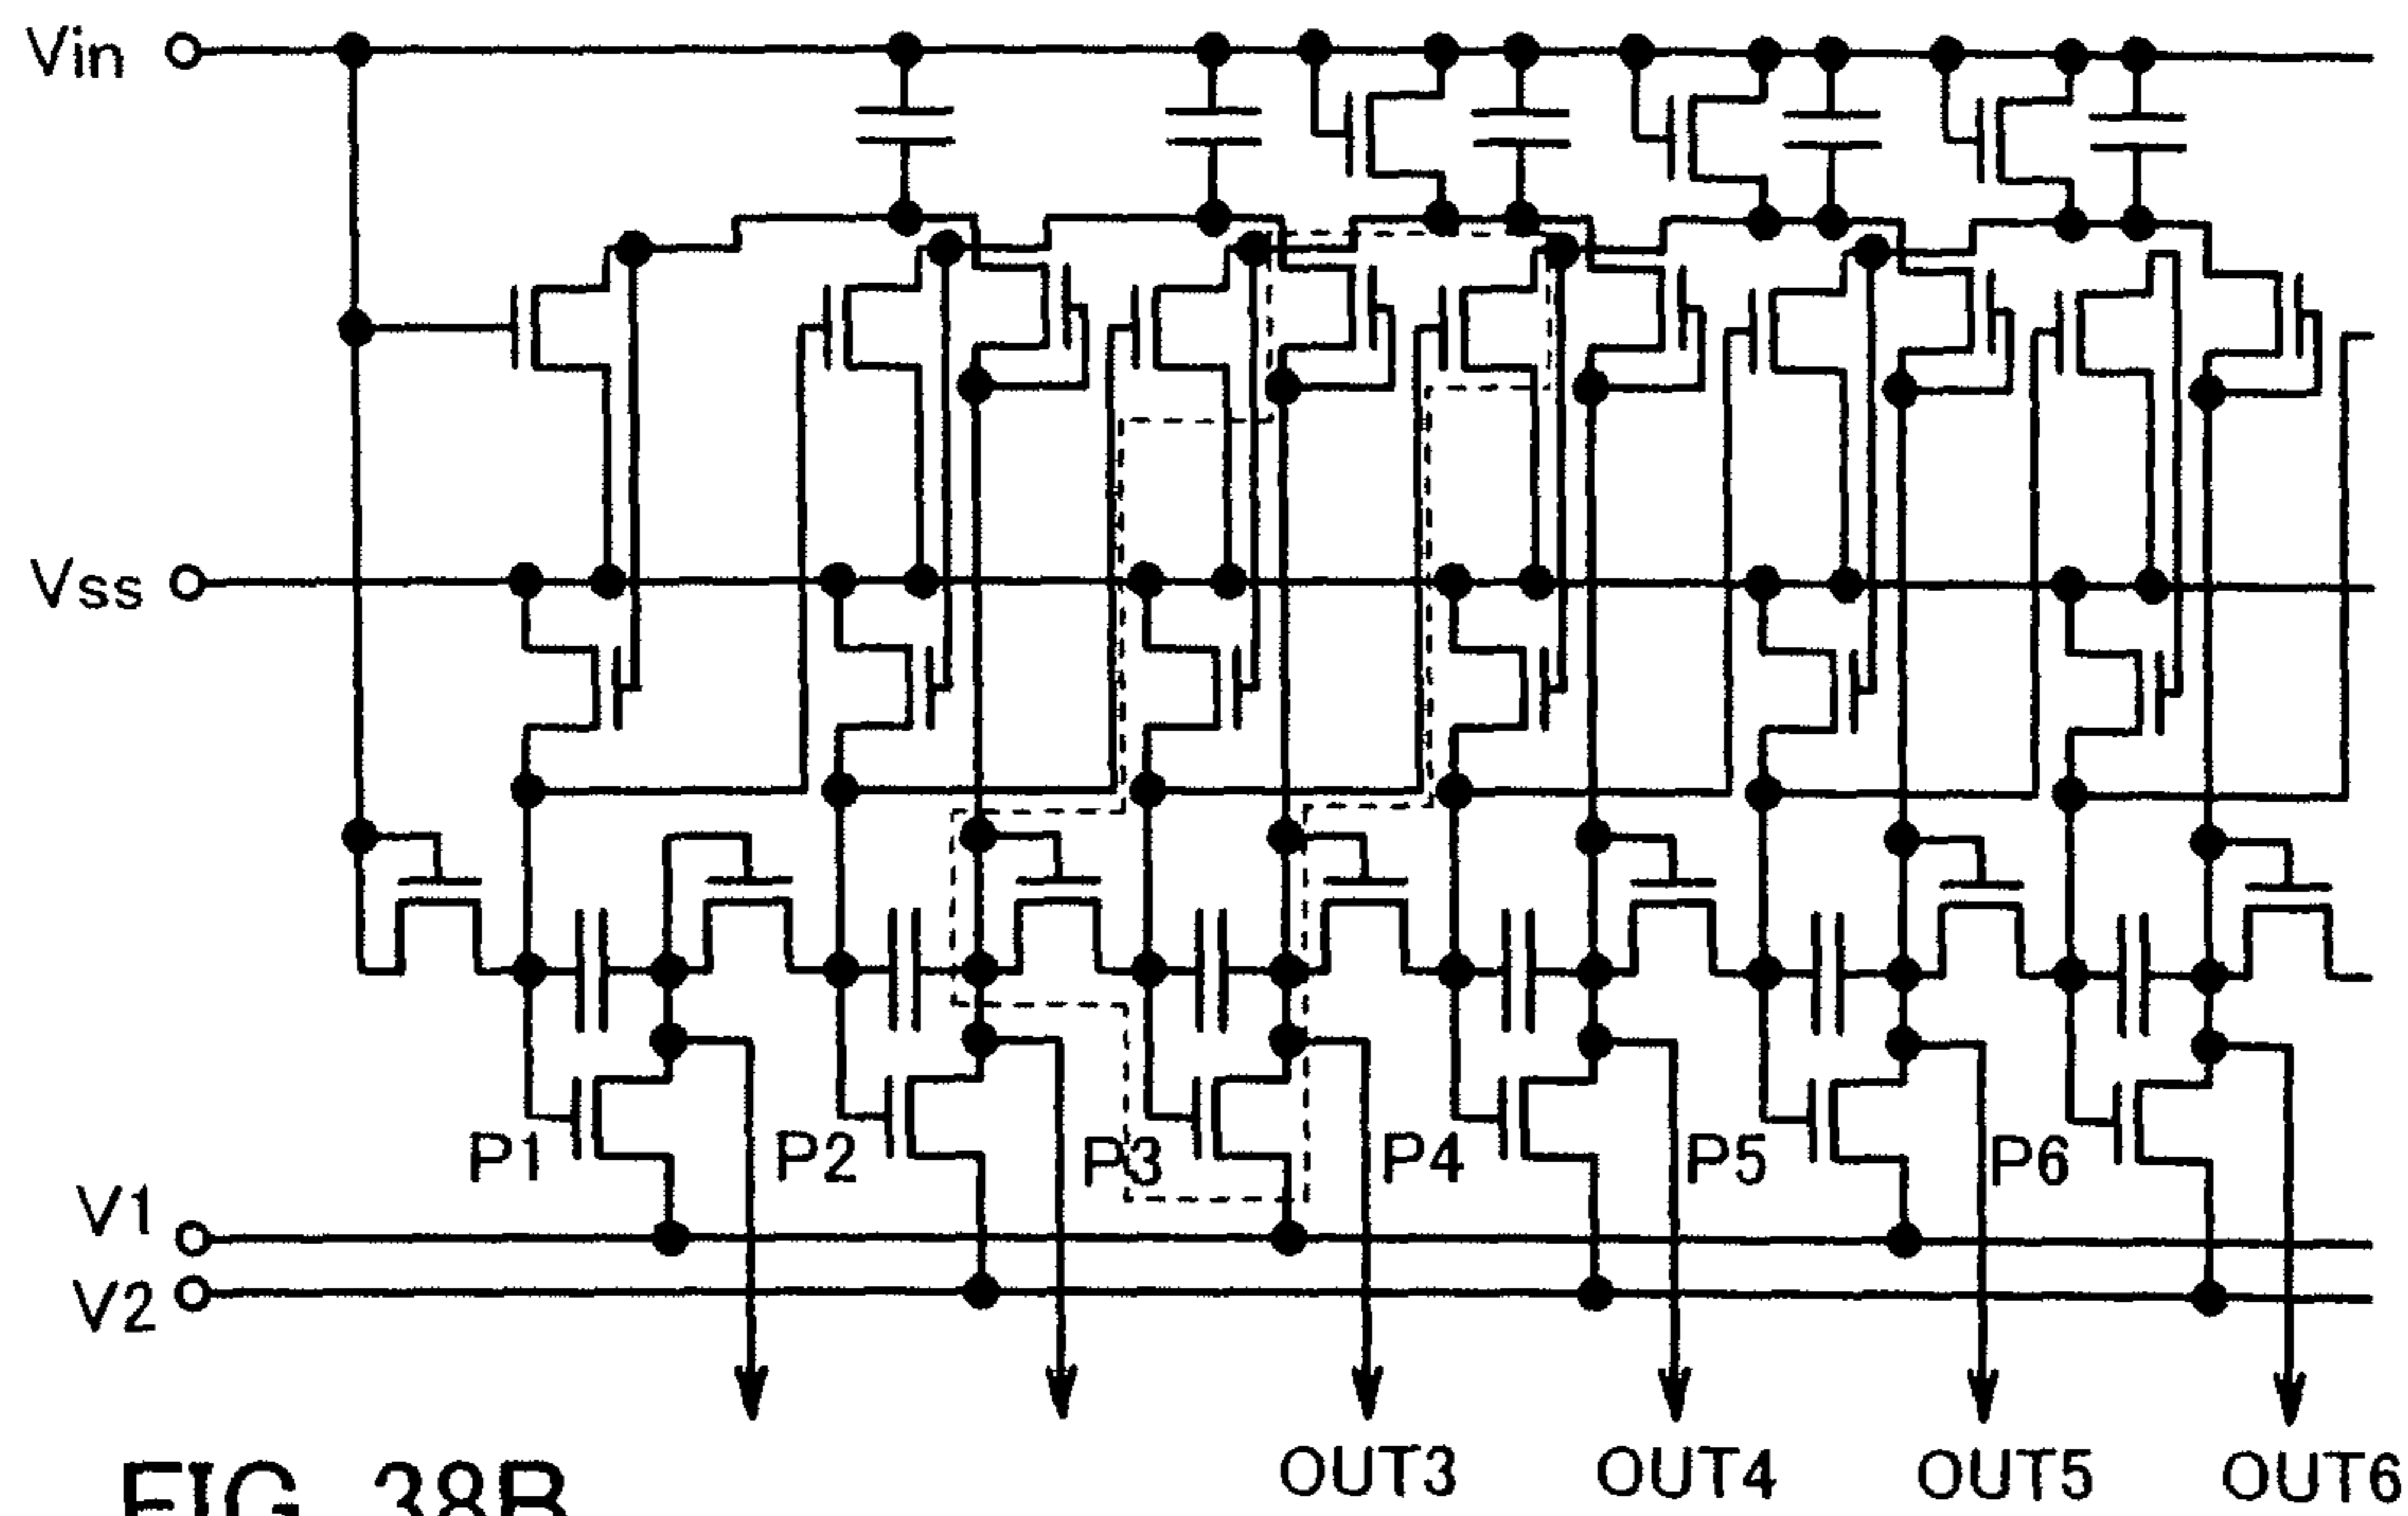 Vin
Vss
P1 P2 P3 P4 P5 P6
V1
V2
OUT3 OUT4 OUT5 OUT6
FIG. 38B